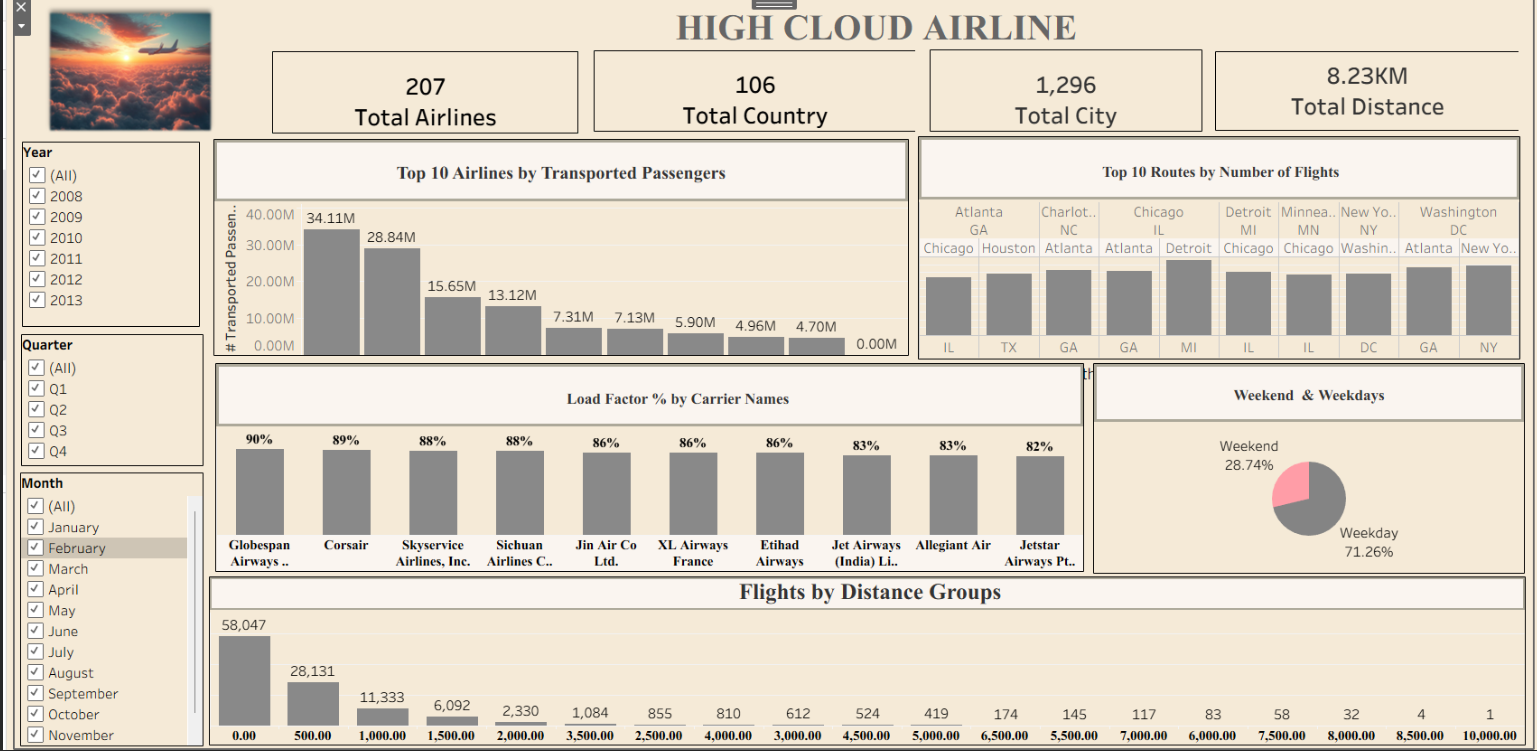 HIGH CLOUD AIRLINE
207
Total Airlines
106
Total Country
1,296
Total City
8.23KM
Total Distance
Year
(All)
2008
2009
2010
2011
2012
2013
Quarter
(All)
Q1
Q2
Q3
Q4
Month
(All)
January
February
March
April
May
June
July
August
September
October
November
Top 10 Airlines by Transported Passengers
# Transported Passen..
40.00M
30.00M
20.00M
10.00M
0.00M
34.11M
28.84M
15.65M
13.12M
7.31M
7.13M
5.90M
4.96M
4.70M
0.00M
Top 10 Routes by Number of Flights
Atlanta Charlot.. Chicago Detroit Minnea.. New Yo.. Washington
GA NC IL MI MN NY DC
Chicago Houston Atlanta Atlanta Detroit Chicago Chicago Washin.. Atlanta New Yo..
IL TX GA GA MI IL IL DC GA NY
th
Load Factor % by Carrier Names
90% 89% 88% 88% 86% 86% 86% 83% 83% 82%
Globespan Airways ..
Corsair
Skyservice Airlines, Inc.
Sichuan Airlines C..
Jin Air Co Ltd.
XL Airways France
Etihad Airways
Jet Airways (India) Li..
Allegiant Air
Jetstar Airways Pt..
Weekend & Weekdays
Weekend
28.74%
Weekday
71.26%
Flights by Distance Groups
58,047 28,131 11,333 6,092 2,330 1,084 855 810 612 524 419 174 145 117 83 58 32 4 1
0.00 500.00 1,000.00 1,500.00 2,000.00 3,500.00 2,500.00 4,000.00 3,000.00 4,500.00 5,000.00 6,500.00 5,500.00 7,000.00 6,000.00 7,500.00 8,000.00 8,500.00 10,000.00